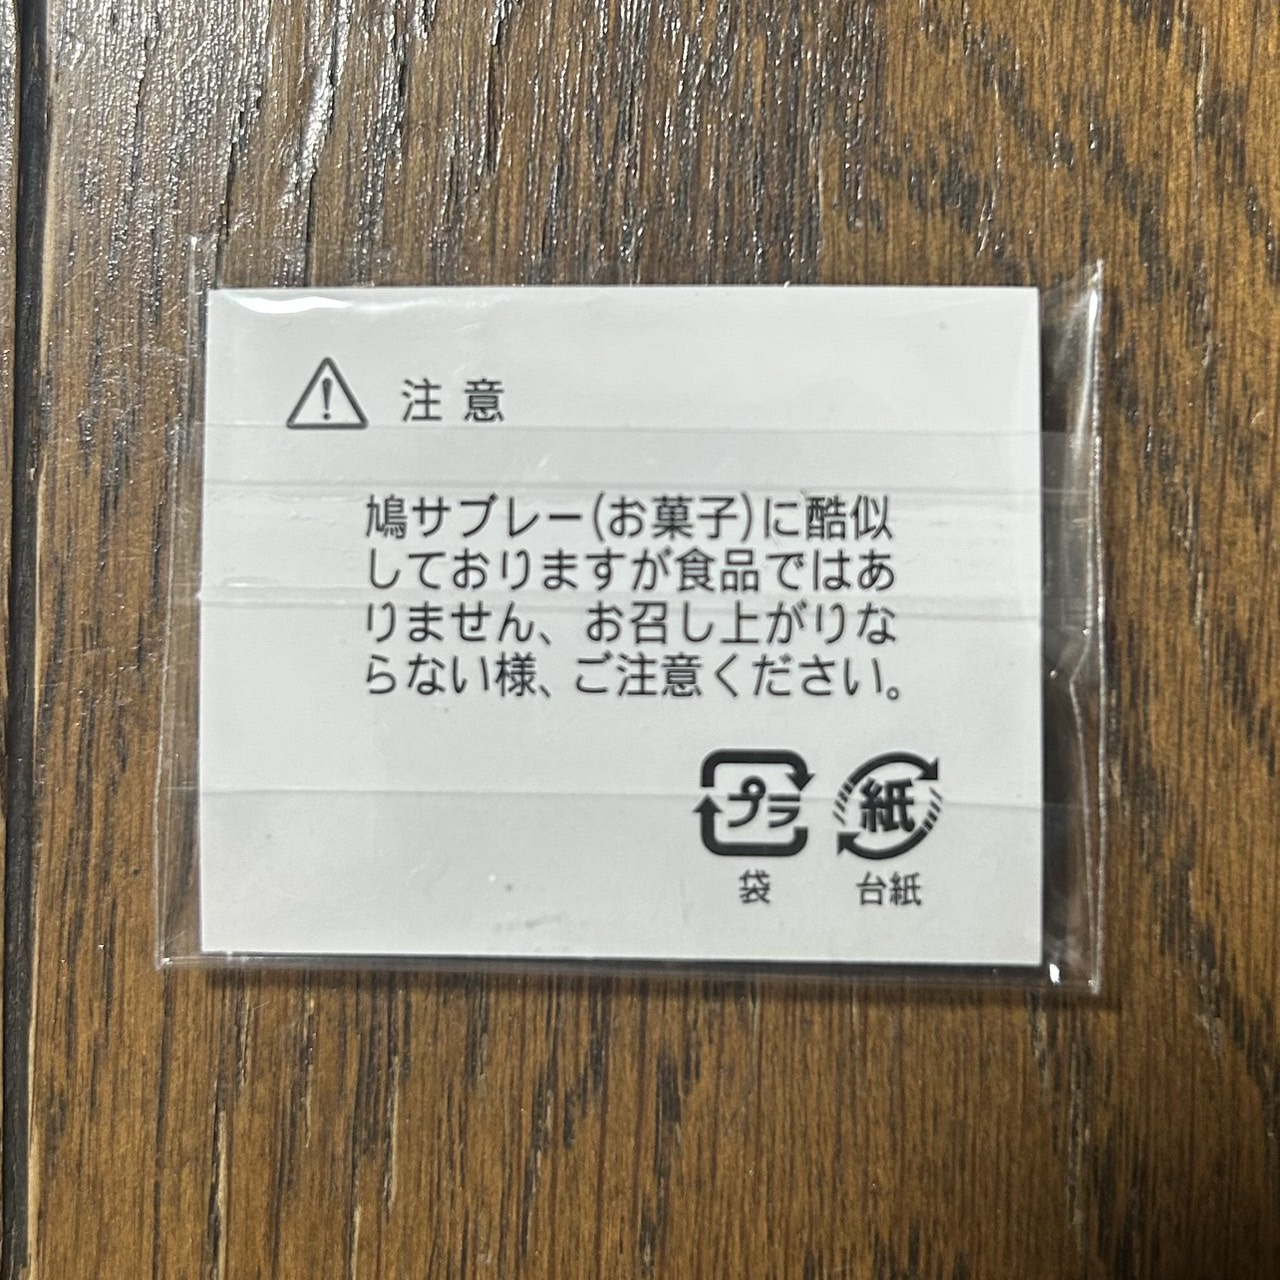 注意
鳩サブレー(お菓子)に酷似
しておりますが食品ではあ
りません、お召し上がりな
らない様、ご注意ください。
プラ 紙
袋 台紙